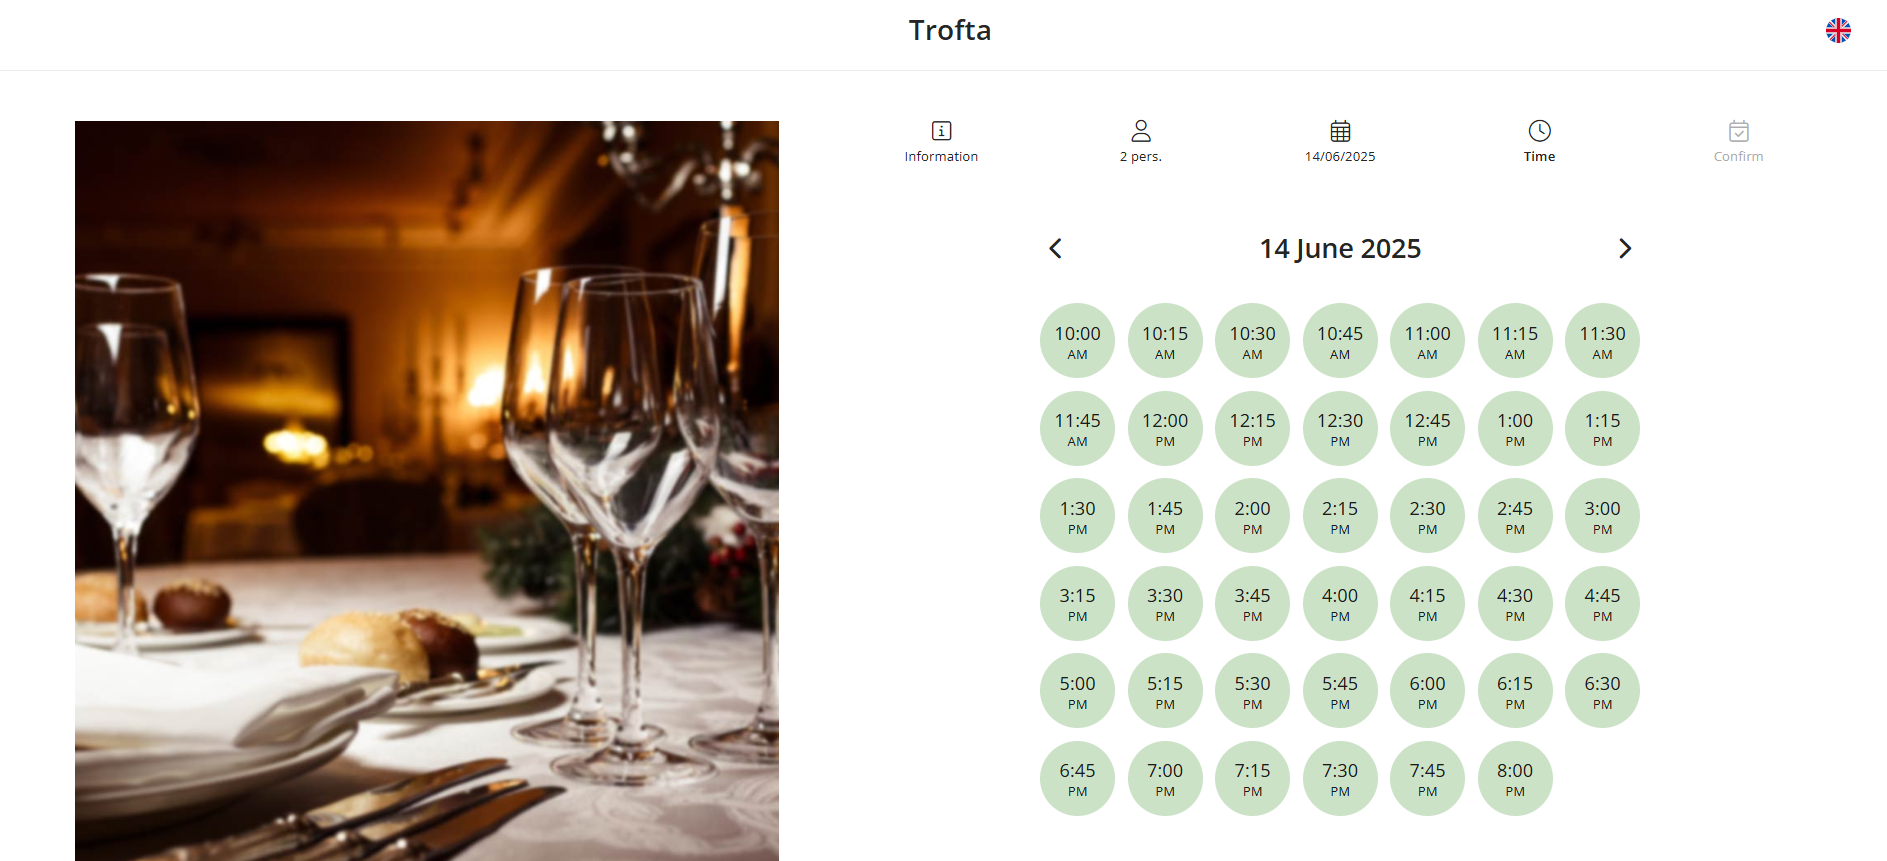 Trofta
Information
2 pers.
14/06/2025
Time
Confirm
14 June 2025
10:00 AM
10:15 AM
10:30 AM
10:45 AM
11:00 AM
11:15 AM
11:30 AM
11:45 AM
12:00 PM
12:15 PM
12:30 PM
12:45 PM
1:00 PM
1:15 PM
1:30 PM
1:45 PM
2:00 PM
2:15 PM
2:30 PM
2:45 PM
3:00 PM
3:15 PM
3:30 PM
3:45 PM
4:00 PM
4:15 PM
4:30 PM
4:45 PM
5:00 PM
5:15 PM
5:30 PM
5:45 PM
6:00 PM
6:15 PM
6:30 PM
6:45 PM
7:00 PM
7:15 PM
7:30 PM
7:45 PM
8:00 PM